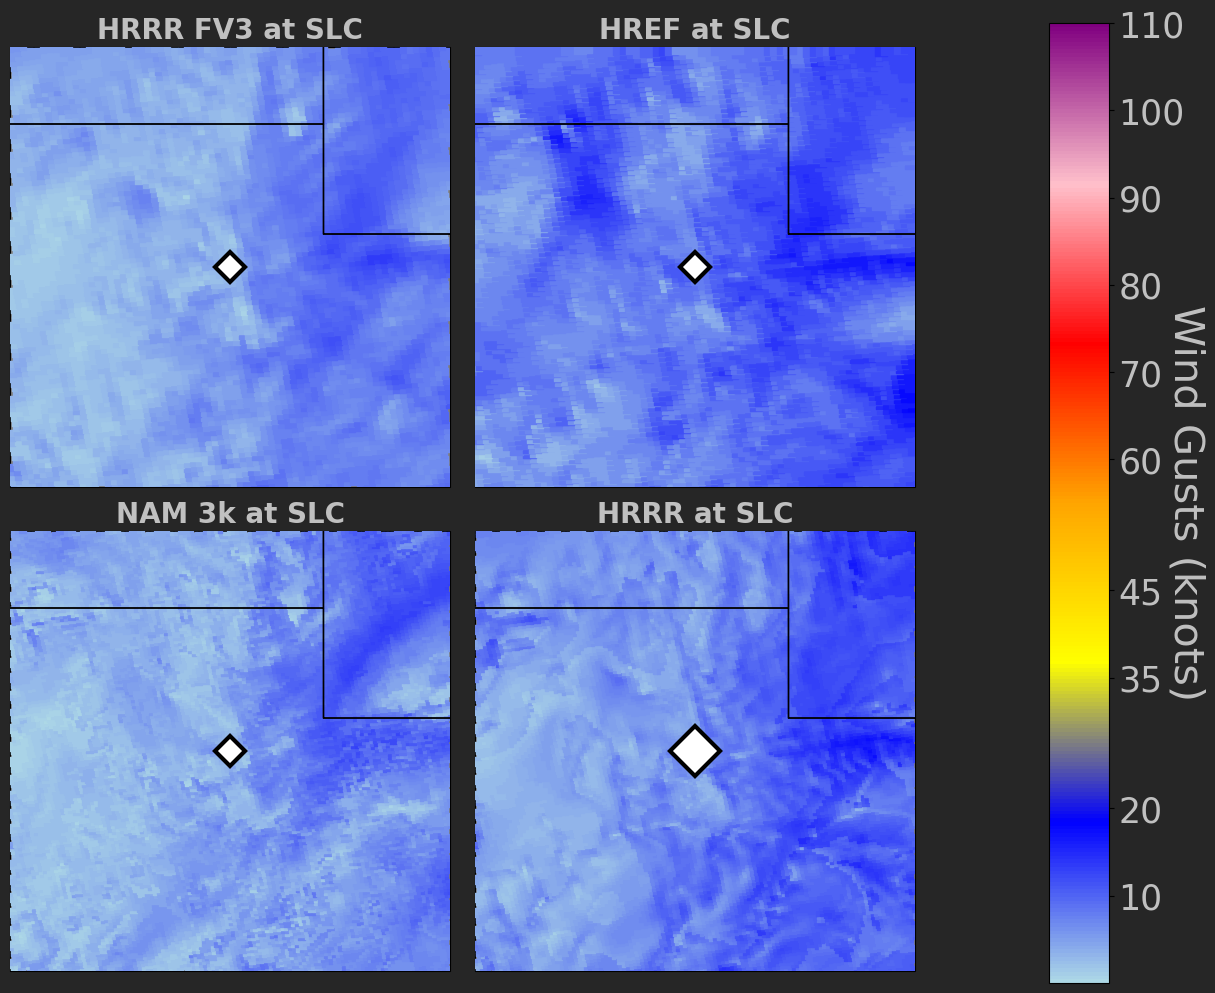 HRRR FV3 at SLC
HREF at SLC
NAM 3k at SLC
HRRR at SLC
110
100
90
80
70
60
45
35
20
10
Wind Gusts (knots)